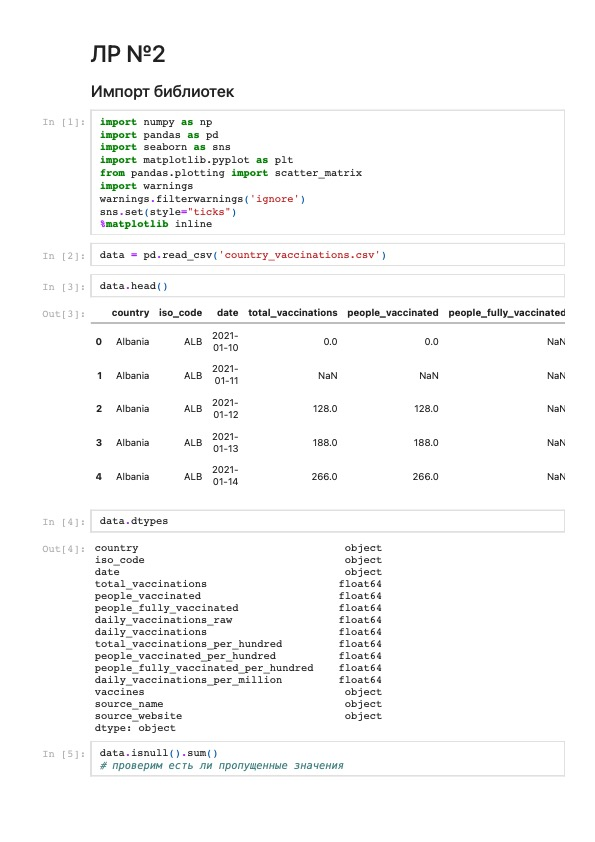 ЛР №2
Импорт библиотек
In [1]: import numpy as np
import pandas as pd
import seaborn as sns
import matplotlib.pyplot as plt
from pandas.plotting import scatter_matrix
import warnings
warnings.filterwarnings('ignore')
sns.set(style="ticks")
%matplotlib inline
In [2]: data = pd.read_csv('country_vaccinations.csv')
In [3]: data.head()
Out[3]: country iso_code date total_vaccinations people_vaccinated people_fully_vaccinated
0 Albania ALB 2021-01-10 0.0 0.0 NaN
1 Albania ALB 2021-01-11 NaN NaN NaN
2 Albania ALB 2021-01-12 128.0 128.0 NaN
3 Albania ALB 2021-01-13 188.0 188.0 NaN
4 Albania ALB 2021-01-14 266.0 266.0 NaN
In [4]: data.dtypes
Out[4]: country object
iso_code object
date object
total_vaccinations float64
people_vaccinated float64
people_fully_vaccinated float64
daily_vaccinations_raw float64
daily_vaccinations float64
total_vaccinations_per_hundred float64
people_vaccinated_per_hundred float64
people_fully_vaccinated_per_hundred float64
daily_vaccinations_per_million float64
vaccines object
source_name object
source_website object
dtype: object
In [5]: data.isnull().sum()
# проверим есть ли пропущенные значения